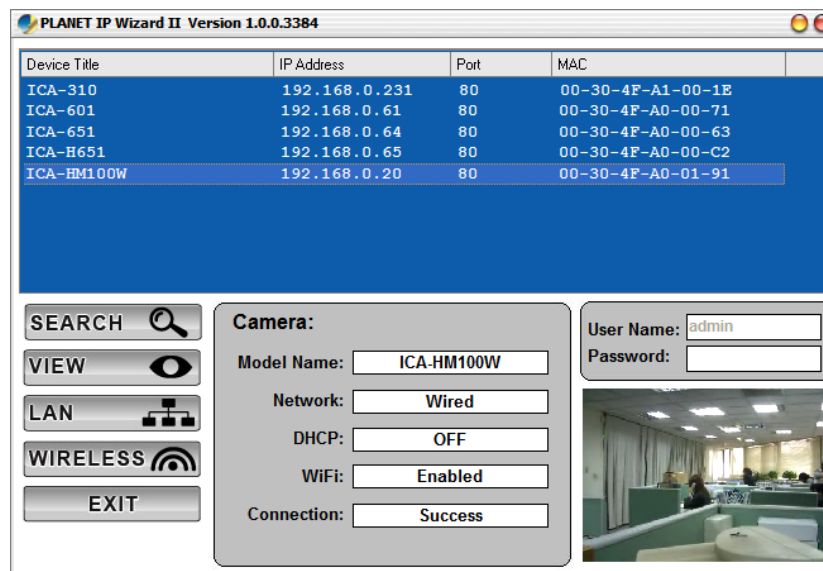 PLANET IP Wizard II Version 1.0.0.3384
Device Title IP Address Port MAC
ICA-310 192.168.0.231 80 00-30-4F-A1-00-1E
ICA-601 192.168.0.61 80 00-30-4F-A0-00-71
ICA-651 192.168.0.64 80 00-30-4F-A0-00-63
ICA-H651 192.168.0.65 80 00-30-4F-A0-00-C2
ICA-HM100W 192.168.0.20 80 00-30-4F-A0-01-91
SEARCH
VIEW
LAN
WIRELESS
EXIT
Camera:
Model Name: ICA-HM100W
Network: Wired
DHCP: OFF
WiFi: Enabled
Connection: Success
User Name: admin
Password: